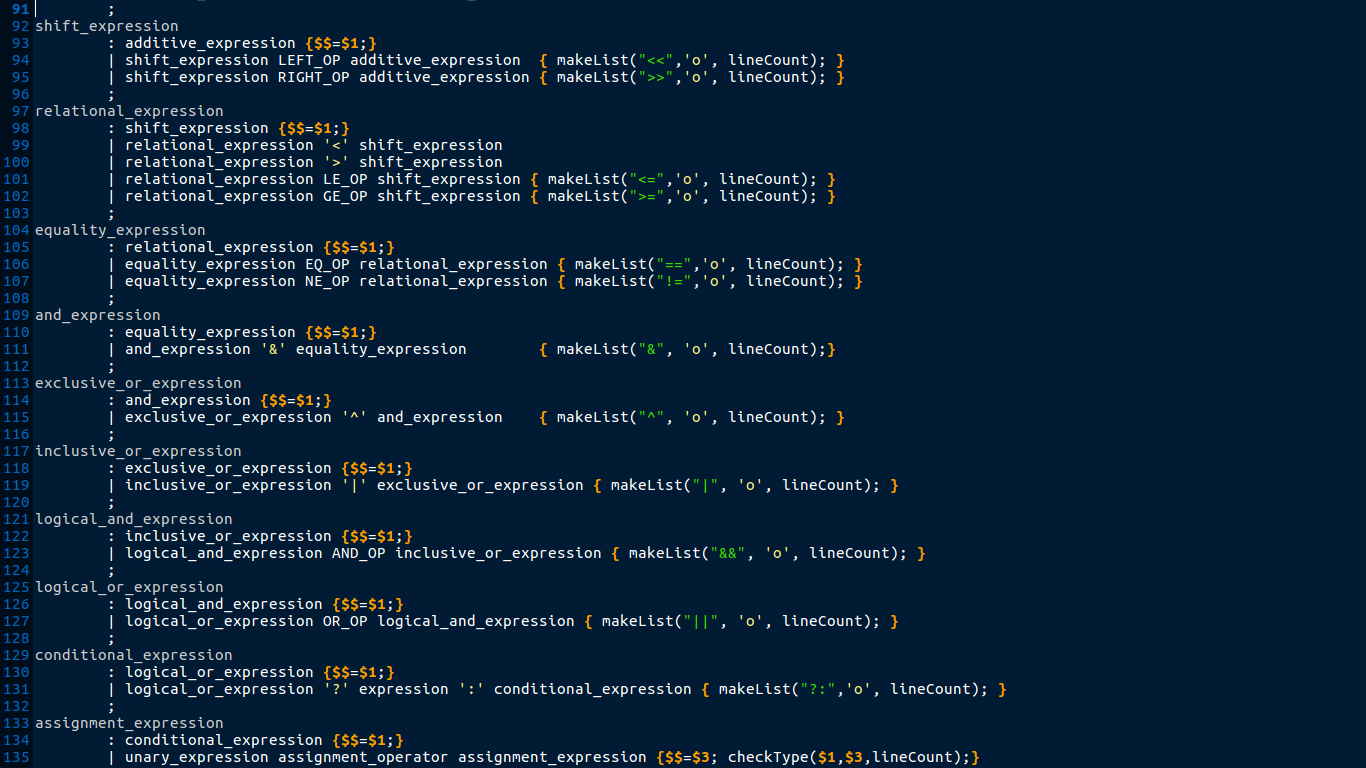 91         ;
92 shift_expression
93         : additive_expression {$$=$1;}
94         | shift_expression LEFT_OP additive_expression  { makeList("<<",'o', lineCount); }
95         | shift_expression RIGHT_OP additive_expression { makeList(">>",'o', lineCount); }
96         ;
97 relational_expression
98         : shift_expression {$$=$1;}
99         | relational_expression '<' shift_expression
100         | relational_expression '>' shift_expression
101         | relational_expression LE_OP shift_expression { makeList("<=",'o', lineCount); }
102         | relational_expression GE_OP shift_expression { makeList(">=",'o', lineCount); }
103         ;
104 equality_expression
105         : relational_expression {$$=$1;}
106         | equality_expression EQ_OP relational_expression { makeList("==",'o', lineCount); }
107         | equality_expression NE_OP relational_expression { makeList("!=",'o', lineCount); }
108         ;
109 and_expression
110         : equality_expression {$$=$1;}
111         | and_expression '&' equality_expression        { makeList("&", 'o', lineCount);}
112         ;
113 exclusive_or_expression
114         : and_expression {$$=$1;}
115         | exclusive_or_expression '^' and_expression    { makeList("^", 'o', lineCount); }
116         ;
117 inclusive_or_expression
118         : exclusive_or_expression {$$=$1;}
119         | inclusive_or_expression '|' exclusive_or_expression { makeList("|", 'o', lineCount); }
120         ;
121 logical_and_expression
122         : inclusive_or_expression {$$=$1;}
123         | logical_and_expression AND_OP inclusive_or_expression { makeList("&&", 'o', lineCount); }
124         ;
125 logical_or_expression
126         : logical_and_expression {$$=$1;}
127         | logical_or_expression OR_OP logical_and_expression { makeList("||", 'o', lineCount); }
128         ;
129 conditional_expression
130         : logical_or_expression {$$=$1;}
131         | logical_or_expression '?' expression ':' conditional_expression { makeList("?:",'o', lineCount); }
132         ;
133 assignment_expression
134         : conditional_expression {$$=$1;}
135         | unary_expression assignment_operator assignment_expression {$$=$3; checkType($1,$3,lineCount);}